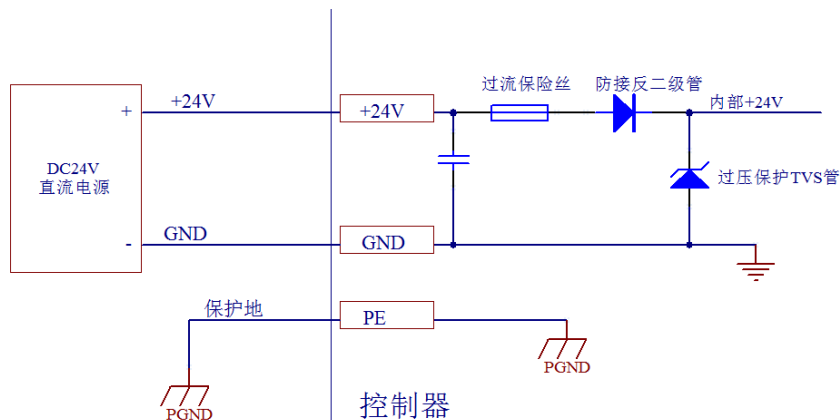 过流保险丝
防接反二级管
+
+24V
+24V
内部+24V
DC24V
直流电源
过压保护TVS管
-
GND
GND
保护地
PE
PGND
PGND
控制器